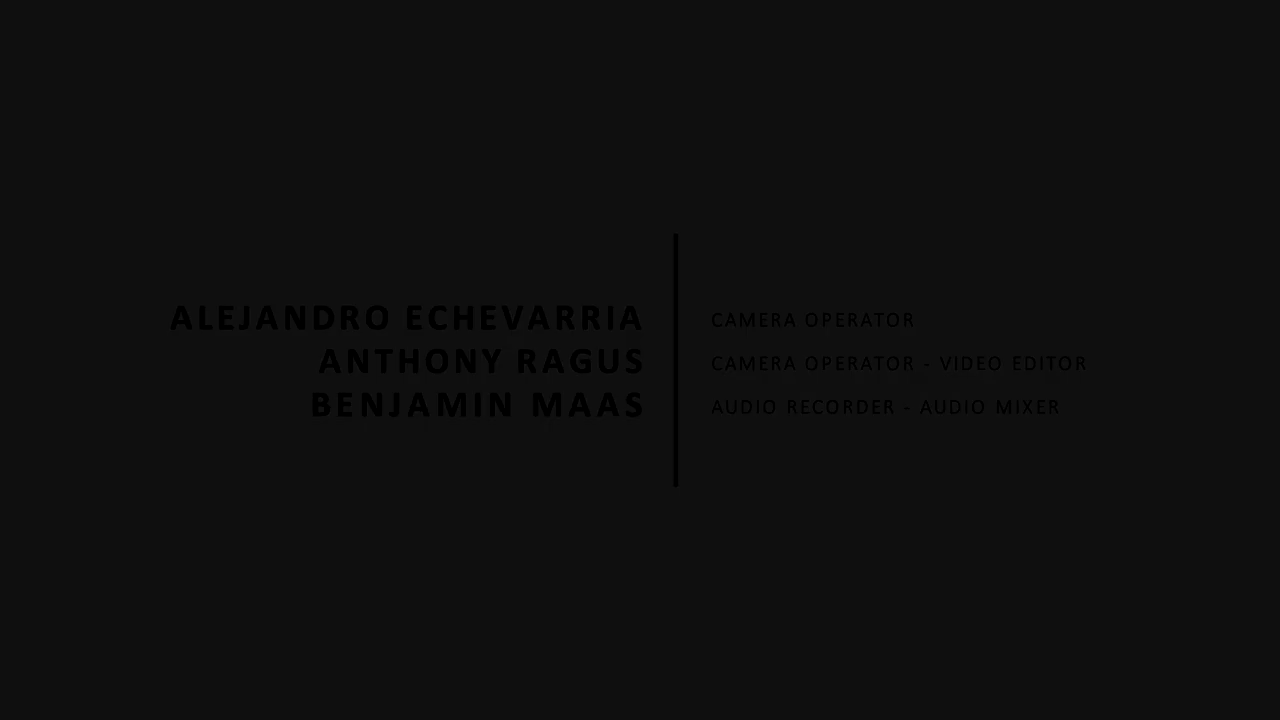 ALEJANDRO ECHEVARRIA CAMERA OPERATOR
ANTHONY RAGUS CAMERA OPERATOR - VIDEO EDITOR
BENJAMIN MAAS AUDIO RECORDER - AUDIO MIXER